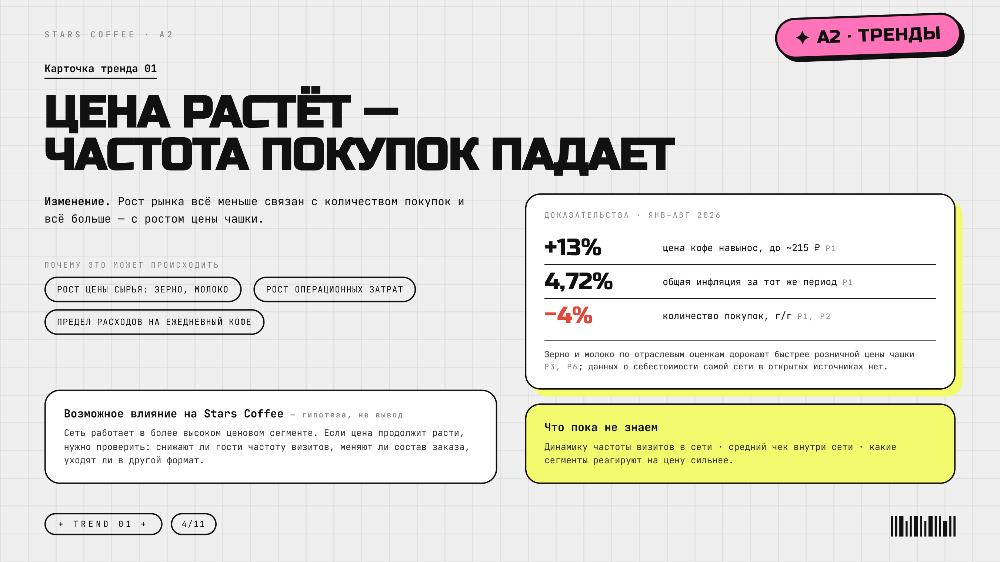 STARS COFFEE · A2
✦ A2 · ТРЕНДЫ
Карточка тренда 01
ЦЕНА РАСТЁТ —
ЧАСТОТА ПОКУПОК ПАДАЕТ
Изменение. Рост рынка всё меньше связан с количеством покупок и
всё больше — с ростом цены чашки.
ПОЧЕМУ ЭТО МОЖЕТ ПРОИСХОДИТЬ
РОСТ ЦЕНЫ СЫРЬЯ: ЗЕРНО, МОЛОКО
РОСТ ОПЕРАЦИОННЫХ ЗАТРАТ
ПРЕДЕЛ РАСХОДОВ НА ЕЖЕДНЕВНЫЙ КОФЕ
ДОКАЗАТЕЛЬСТВА · ЯНВ–АВГ 2026
+13% цена кофе навынос, до ~215 ₽ P1
4,72% общая инфляция за тот же период P1
−4% количество покупок, г/г P1, P2
Зерно и молоко по отраслевым оценкам дорожают быстрее розничной цены чашки
P3, P6; данных о себестоимости самой сети в открытых источниках нет.
Возможное влияние на Stars Coffee — гипотеза, не вывод
Сеть работает в более высоком ценовом сегменте. Если цена продолжит расти,
нужно проверить: снижают ли гости частоту визитов, меняют ли состав заказа,
уходят ли в другой формат.
Что пока не знаем
Динамику частоты визитов в сети · средний чек внутри сети · какие
сегменты реагируют на цену сильнее.
+ TREND 01 +
4/11